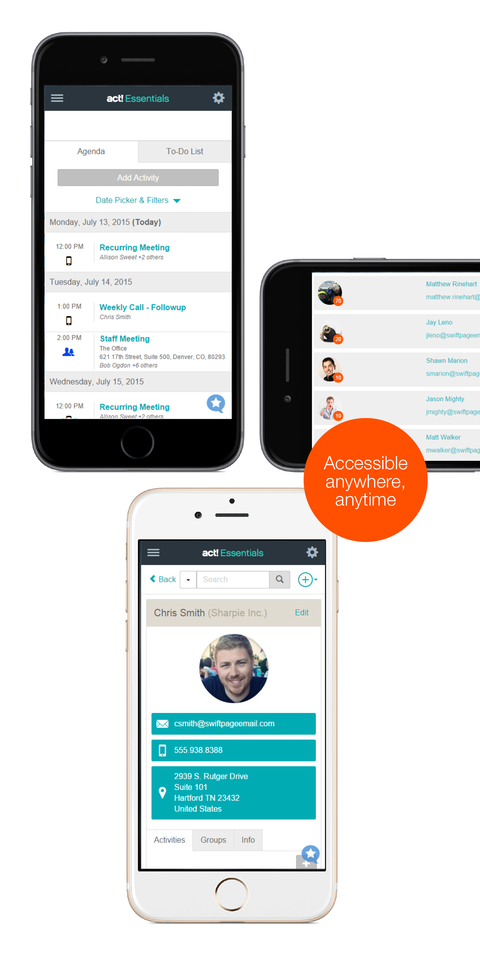 act! Essentials
Agenda
To-Do List
Add Activity
Date Picker & Filters
Monday, July 13, 2015 (Today)
12:00 PM
Recurring Meeting
Allison Sweet +2 others
Tuesday, July 14, 2015
1:00 PM
Weekly Call - Followup
Chris Smith
2:00 PM
Staff Meeting
The Office
621 17th Street, Suite 500, Denver, CO, 80293
Bob Ogdon +6 others
Wednesday, July 15, 2015
12:00 PM
Recurring Meeting
Allison Sweet +2 others
Matthew Rinehart
matthew.rinehart@
Jay Leno
jleno@swiftpageem
Shawn Marion
smarion@swiftpag
Jason Mighty
jmighty@swiftpage
Matt Walker
mwalker@swiftpag
Accessible
anywhere,
anytime
act! Essentials
Back
Search
Chris Smith (Sharpie Inc.)
Edit
csmith@swiftpageemail.com
555.938.8388
2939 S. Rutger Drive
Suite 101
Hartford TN 23432
United States
Activities
Groups
Info